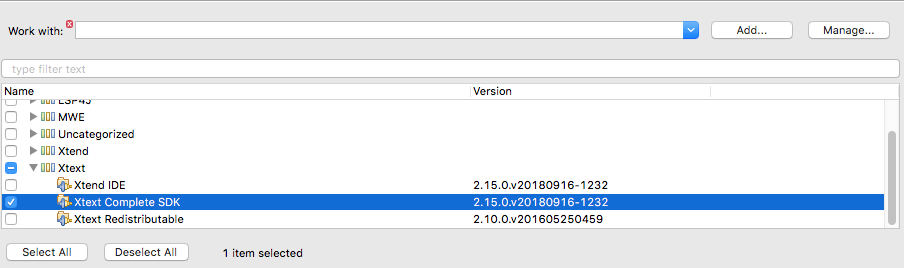 Work with:
Add...
Manage...
type filter text
Name Version
MWE
Uncategorized
Xtend
Xtext
Xtend IDE 2.15.0.v20180916-1232
Xtext Complete SDK 2.15.0.v20180916-1232
Xtext Redistributable 2.10.0.v201605250459
Select All Deselect All 1 item selected